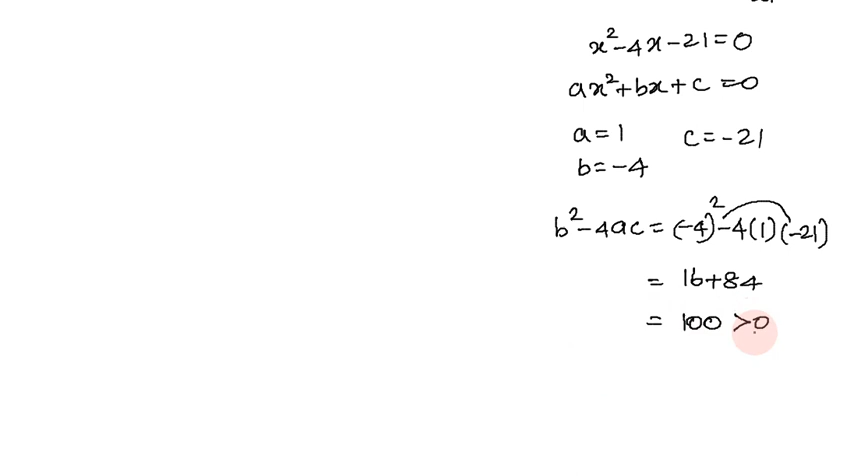 x²-4x-21=0
ax²+bx+c=0
a=1 c=-21
b=-4
b²-4ac=(-4)²-4(1)(-21)
= 16+84
= 100 >0